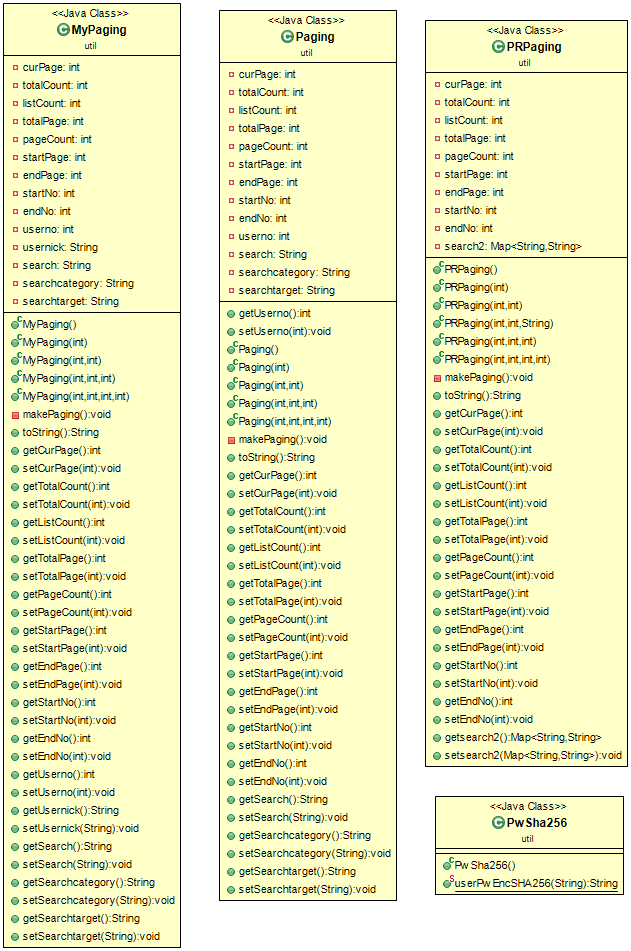 <<Java Class>>
MyPaging
util
curPage: int
totalCount: int
listCount: int
totalPage: int
pageCount: int
startPage: int
endPage: int
startNo: int
endNo: int
userno: int
usernick: String
search: String
searchcategory: String
searchtarget: String
MyPaging()
MyPaging(int)
MyPaging(int,int)
MyPaging(int,int,int)
MyPaging(int,int,int,int)
makePaging():void
toString():String
getCurPage():int
setCurPage(int):void
getTotalCount():int
setTotalCount(int):void
getListCount():int
setListCount(int):void
getTotalPage():int
setTotalPage(int):void
getPageCount():int
setPageCount(int):void
getStartPage():int
setStartPage(int):void
getEndPage():int
setEndPage(int):void
getStartNo():int
setStartNo(int):void
getEndNo():int
setEndNo(int):void
getUserno():int
setUserno(int):void
getUsernick():String
setUsernick(String):void
getSearch():String
setSearch(String):void
getSearchcategory():String
setSearchcategory(String):void
getSearchtarget():String
setSearchtarget(String):void
<<Java Class>>
Paging
util
curPage: int
totalCount: int
listCount: int
totalPage: int
pageCount: int
startPage: int
endPage: int
startNo: int
endNo: int
userno: int
search: String
searchcategory: String
searchtarget: String
getUserno():int
setUserno(int):void
Paging()
Paging(int)
Paging(int,int)
Paging(int,int,int)
Paging(int,int,int,int)
makePaging():void
toString():String
getCurPage():int
setCurPage(int):void
getTotalCount():int
setTotalCount(int):void
getListCount():int
setListCount(int):void
getTotalPage():int
setTotalPage(int):void
getPageCount():int
setPageCount(int):void
getStartPage():int
setStartPage(int):void
getEndPage():int
setEndPage(int):void
getStartNo():int
setStartNo(int):void
getEndNo():int
setEndNo(int):void
getSearch():String
setSearch(String):void
getSearchcategory():String
setSearchcategory(String):void
getSearchtarget():String
setSearchtarget(String):void
<<Java Class>>
PRPaging
util
curPage: int
totalCount: int
listCount: int
totalPage: int
pageCount: int
startPage: int
endPage: int
startNo: int
endNo: int
search2: Map<String,String>
PRPaging()
PRPaging(int)
PRPaging(int,int)
PRPaging(int,int,String)
PRPaging(int,int,int)
PRPaging(int,int,int,int)
makePaging():void
toString():String
getCurPage():int
setCurPage(int):void
getTotalCount():int
setTotalCount(int):void
getListCount():int
setListCount(int):void
getTotalPage():int
setTotalPage(int):void
getPageCount():int
setPageCount(int):void
getStartPage():int
setStartPage(int):void
getEndPage():int
setEndPage(int):void
getStartNo():int
setStartNo(int):void
getEndNo():int
setEndNo(int):void
getsearch2():Map<String,String>
setsearch2(Map<String,String>):void
<<Java Class>>
PwSha256
util
PwSha256()
userPwEncSHA256(String):String